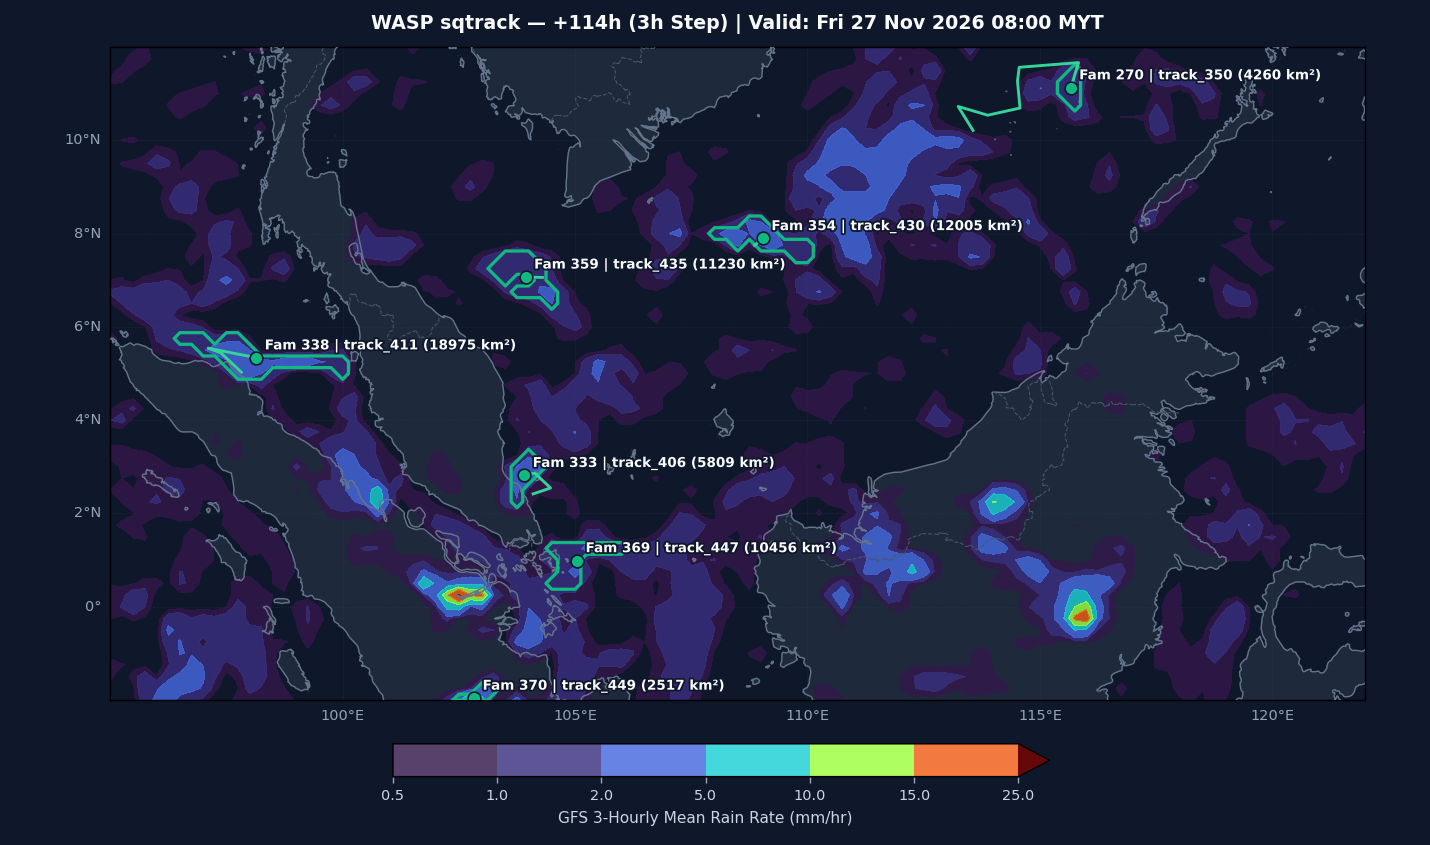 WASP sqtrack — +114h (3h Step) | Valid: Fri 27 Nov 2026 08:00 MYT
Fam 270 | track_350 (4260 km²)
10°N
Fam 354 | track_430 (12005 km²)
8°N
Fam 359 | track_435 (11230 km²)
6°N
Fam 338 | track_411 (18975 km²)
4°N
Fam 333 | track_406 (5809 km²)
2°N
Fam 369 | track_447 (10456 km²)
0°
Fam 370 | track_449 (2517 km²)
100°E 105°E 110°E 115°E 120°E
0.5 1.0 2.0 5.0 10.0 15.0 25.0
GFS 3-Hourly Mean Rain Rate (mm/hr)